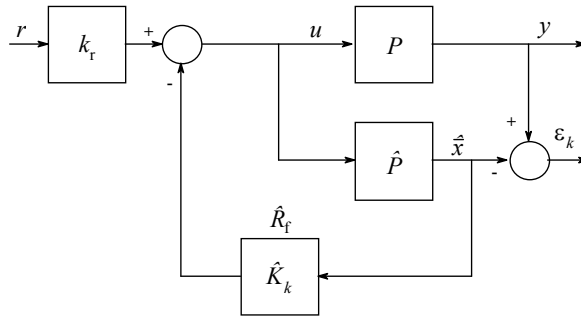 r
k_r
+
-
u
P
y
+
P̂
x̄̂
-
ε_k
R̂_f
K̂_k